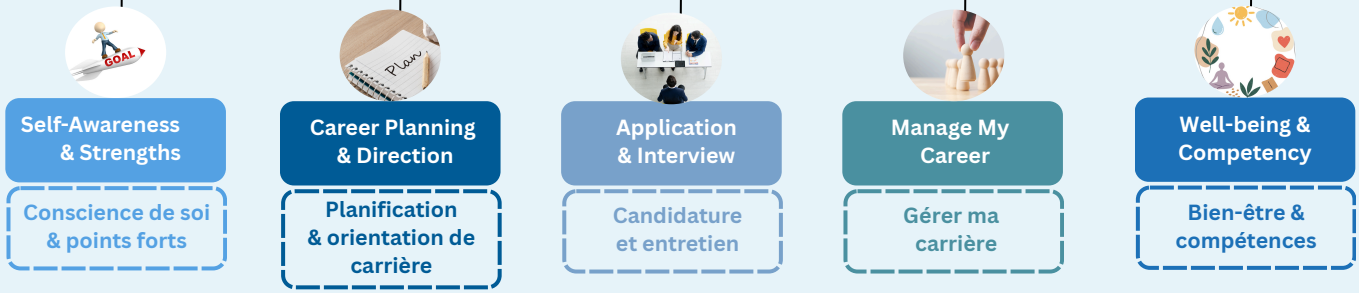 GOAL
Self-Awareness
& Strengths
Conscience de soi
& points forts
Plan
Career Planning
& Direction
Planification
& orientation de
carrière
Application
& Interview
Candidature
et entretien
Manage My
Career
Gérer ma
carrière
Well-being &
Competency
Bien-être &
compétences